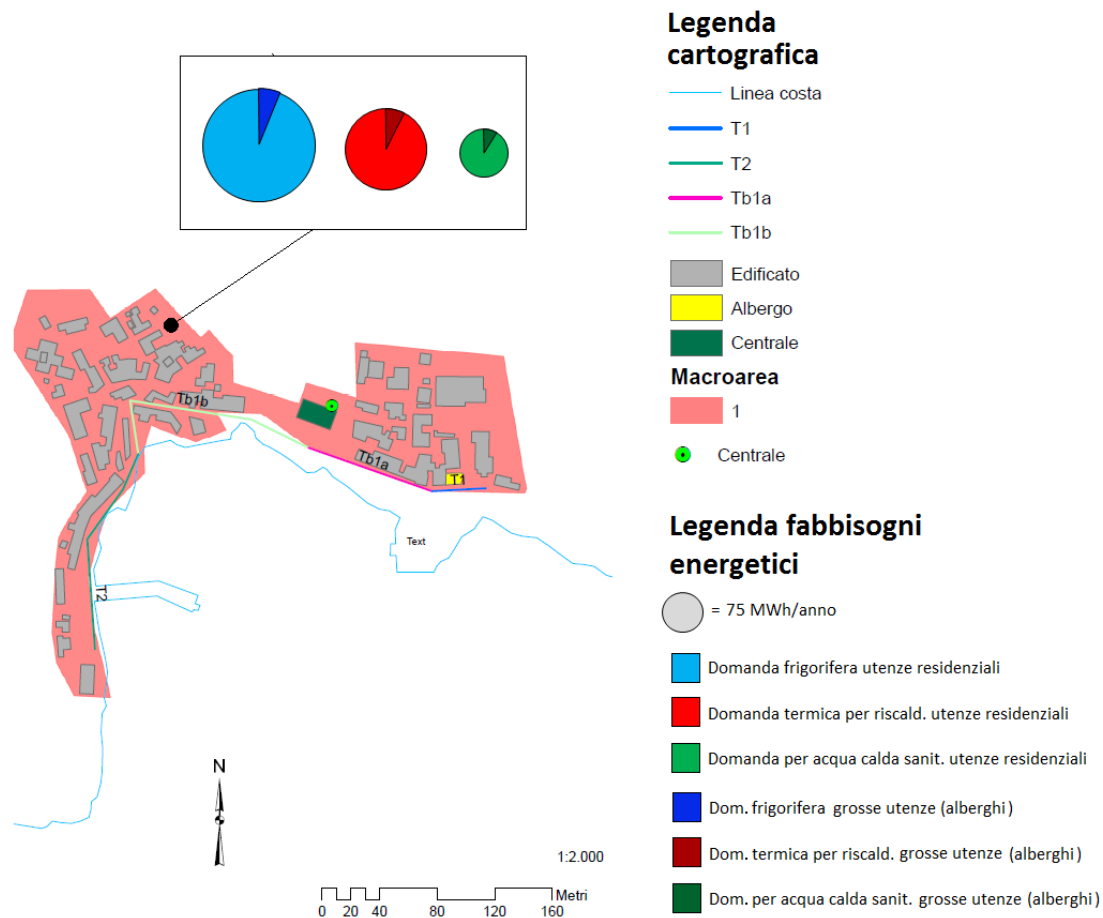 Legenda
cartografica
Linea costa
T1
T2
Tb1a
Tb1b
Edificato
Albergo
Centrale
Macroarea
1
Centrale
Legenda fabbisogni
energetici
= 75 MWh/anno
Domanda frigorifera utenze residenziali
Domanda termica per riscald. utenze residenziali
Domanda per acqua calda sanit. utenze residenziali
Dom. frigorifera grosse utenze (alberghi)
Dom. termica per riscald. grosse utenze (alberghi)
Dom. per acqua calda sanit. grosse utenze (alberghi)
Tb1b
Tb1a
T1
Text
T2
N
1:2.000
Metri
0 20 40 80 120 160